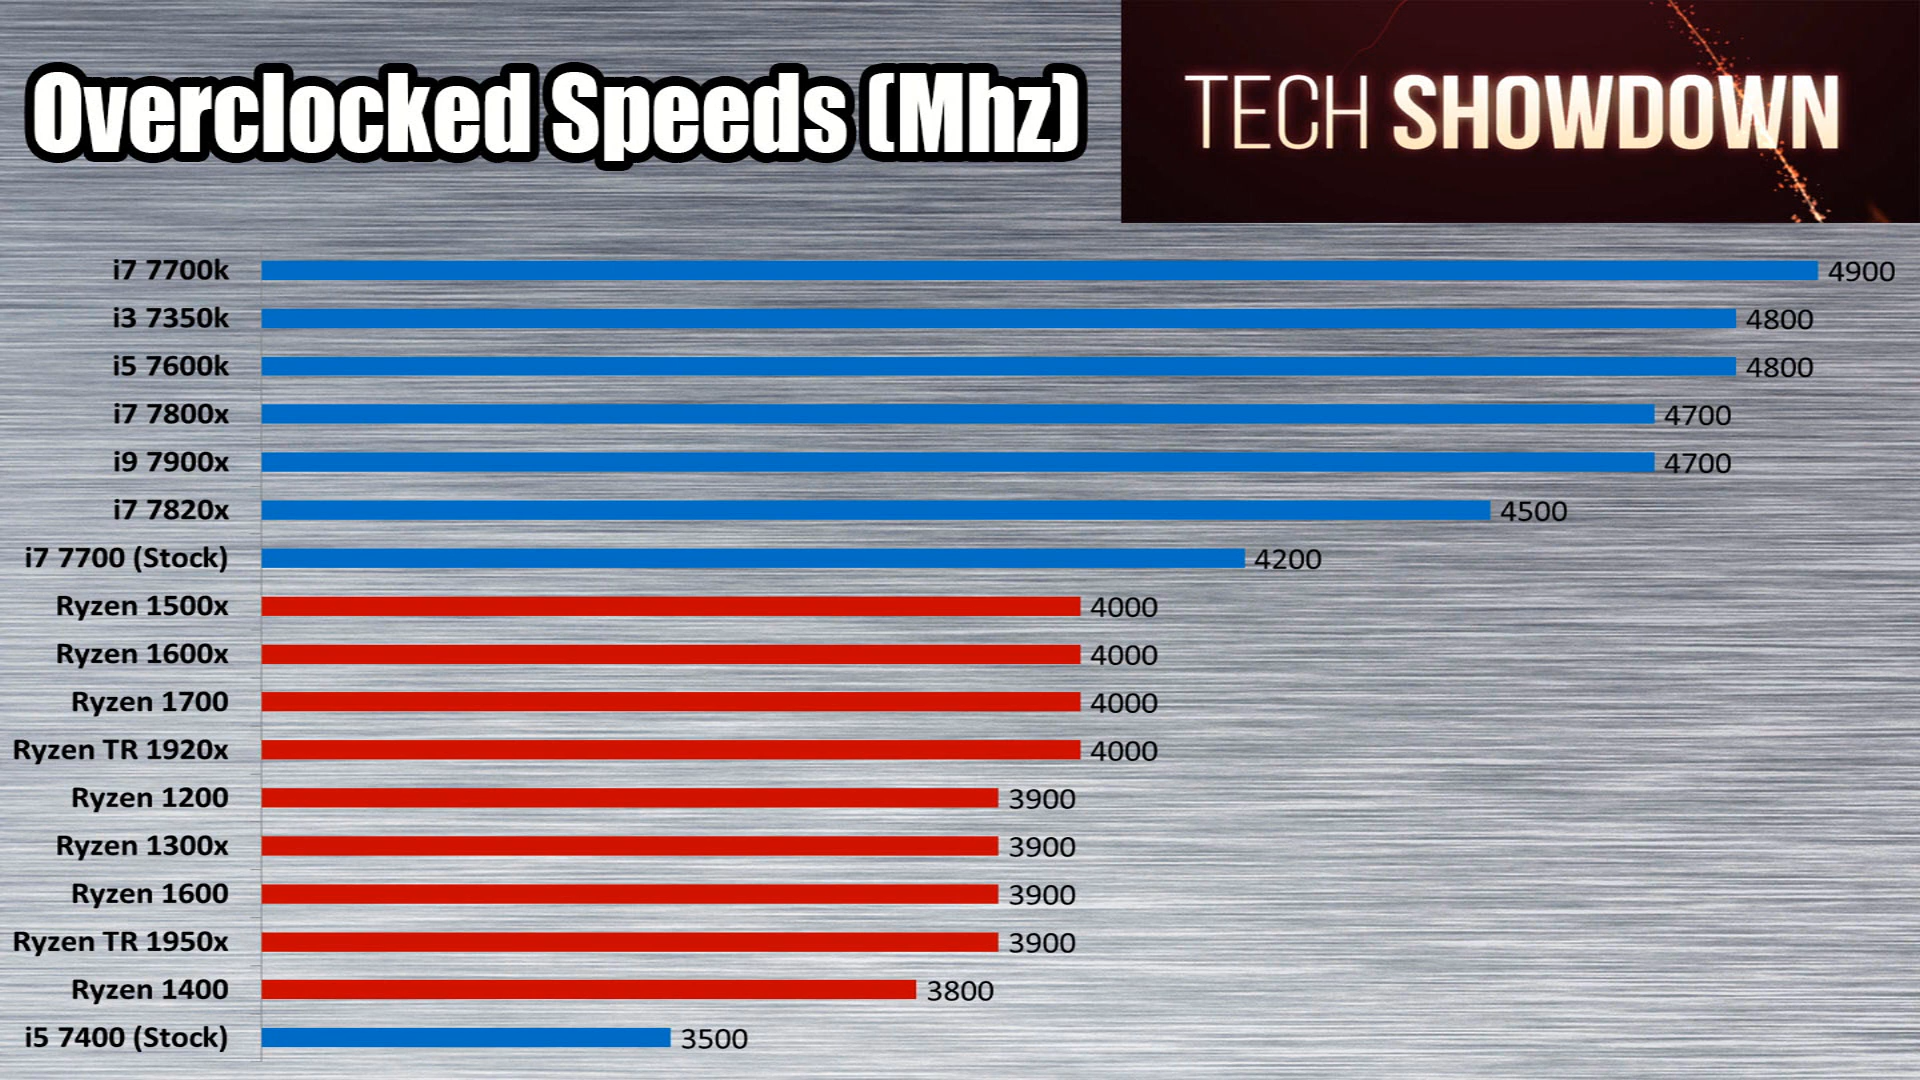 Overclocked Speeds (Mhz)
TECH SHOWDOWN
i7 7700k 4900
i3 7350k 4800
i5 7600k 4800
i7 7800x 4700
i9 7900x 4700
i7 7820x 4500
i7 7700 (Stock) 4200
Ryzen 1500x 4000
Ryzen 1600x 4000
Ryzen 1700 4000
Ryzen TR 1920x 4000
Ryzen 1200 3900
Ryzen 1300x 3900
Ryzen 1600 3900
Ryzen TR 1950x 3900
Ryzen 1400 3800
i5 7400 (Stock) 3500